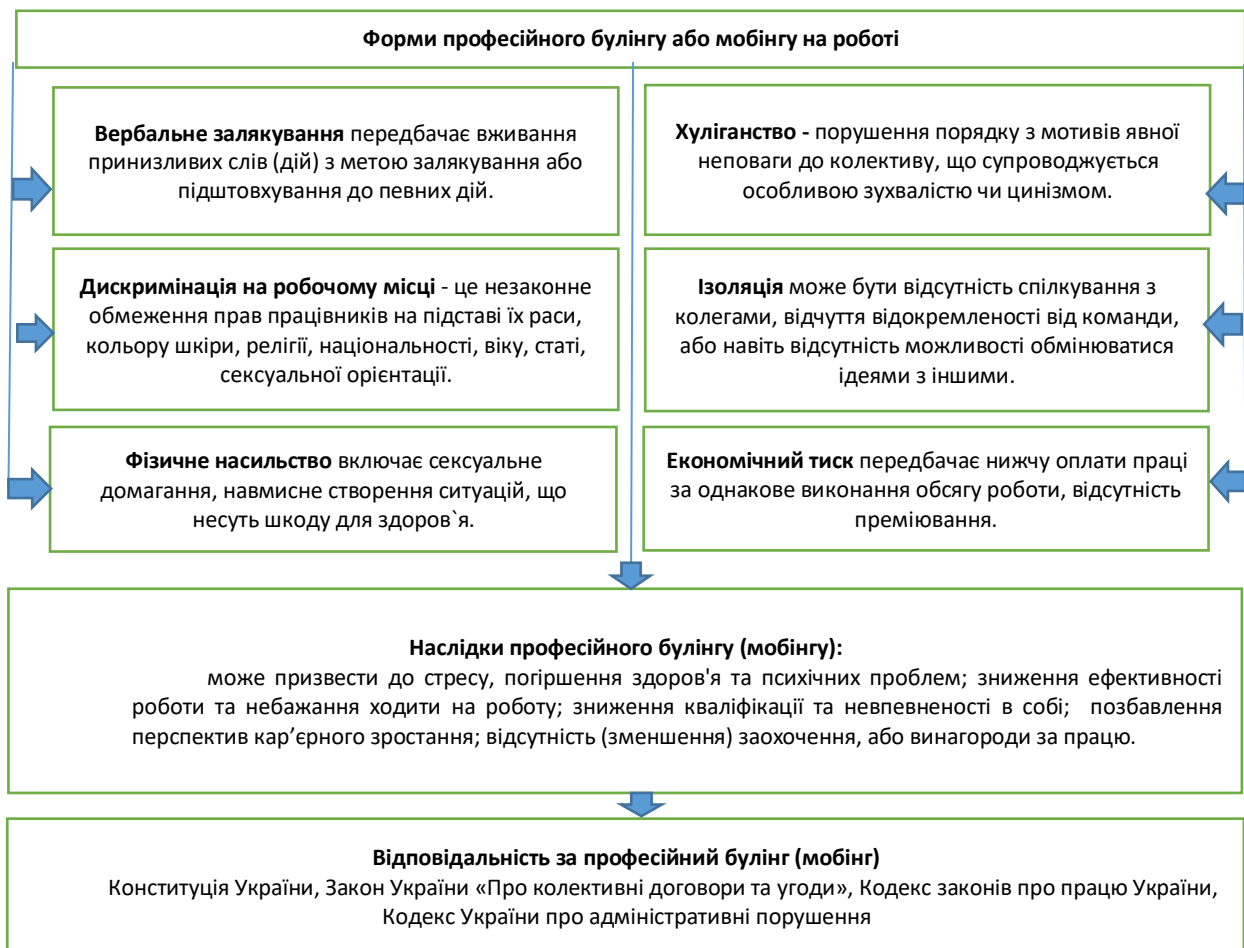 Форми професійного булінгу або мобінгу на роботі
Вербальне залякування передбачає вживання
принизливих слів (дій) з метою залякування або
підштовхування до певних дій.
Хуліганство - порушення порядку з мотивів явної
неповаги до колективу, що супроводжується
особливою зухвалістю чи цинізмом.
Дискримінація на робочому місці - це незаконне
обмеження прав працівників на підставі їх раси,
кольору шкіри, релігії, національності, віку, статі,
сексуальної орієнтації.
Ізоляція може бути відсутність спілкування з
колегами, відчуття відокремленості від команди,
або навіть відсутність можливості обмінюватися
ідеями з іншими.
Фізичне насильство включає сексуальне
домагання, навмисне створення ситуацій, що
несуть шкоду для здоров`я.
Економічний тиск передбачає нижчу оплати праці
за однакове виконання обсягу роботи, відсутність
преміювання.
Наслідки професійного булінгу (мобінгу):
може призвести до стресу, погіршення здоров'я та психічних проблем; зниження ефективності
роботи та небажання ходити на роботу; зниження кваліфікації та невпевненості в собі; позбавлення
перспектив кар’єрного зростання; відсутність (зменшення) заохочення, або винагороди за працю.
Відповідальність за професійний булінг (мобінг)
Конституція України, Закон України «Про колективні договори та угоди», Кодекс законів про працю України,
Кодекс України про адміністративні порушення